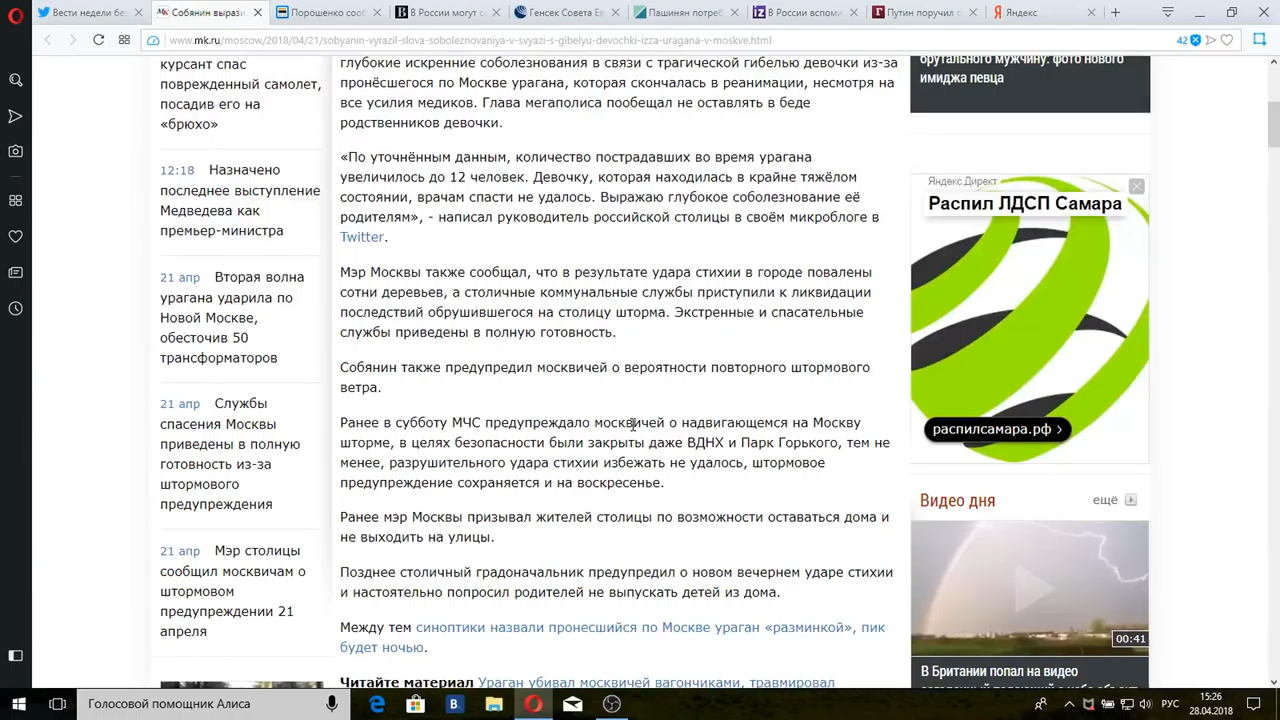 Вести недели без
Собянин вырази
Порошенко сооб
В России могут
Генсек Совета Ев
Пашинян потреб
В России вспоми
Путин поручил о
Яндекс
www.mk.ru/moscow/2018/04/21/sobyanin-vyrazil-slova-soboleznovaniya-v-svyazi-s-gibelyu-devochki-izza-uragana-v-moskve.html
42
курсант спас
поврежденный самолет,
посадив его на
«брюхо»
12:18 Назначено
последнее выступление
Медведева как
премьер-министра
21 апр Вторая волна
урагана ударила по
Новой Москве,
обесточив 50
трансформаторов
21 апр Службы
спасения Москвы
приведены в полную
готовность из-за
штормового
предупреждения
21 апр Мэр столицы
сообщил москвичам о
штормовом
предупреждении 21
апреля
глубокие искренние соболезнования в связи с трагической гибелью девочки из-за
пронёсшегося по Москве урагана, которая скончалась в реанимации, несмотря на
все усилия медиков. Глава мегаполиса пообещал не оставлять в беде
родственников девочки.
«По уточнённым данным, количество пострадавших во время урагана
увеличилось до 12 человек. Девочку, которая находилась в крайне тяжёлом
состоянии, врачам спасти не удалось. Выражаю глубокое соболезнование её
родителям», - написал руководитель российской столицы в своём микроблоге в
Twitter.
Мэр Москвы также сообщал, что в результате удара стихии в городе повалены
сотни деревьев, а столичные коммунальные службы приступили к ликвидации
последствий обрушившегося на столицу шторма. Экстренные и спасательные
службы приведены в полную готовность.
Собянин также предупредил москвичей о вероятности повторного штормового
ветра.
Ранее в субботу МЧС предупреждало москвичей о надвигающемся на Москву
шторме, в целях безопасности были закрыты даже ВДНХ и Парк Горького, тем не
менее, разрушительного удара стихии избежать не удалось, штормовое
предупреждение сохраняется и на воскресенье.
Ранее мэр Москвы призывал жителей столицы по возможности оставаться дома и
не выходить на улицы.
Позднее столичный градоначальник предупредил о новом вечернем ударе стихии
и настоятельно попросил родителей не выпускать детей из дома.
Между тем синоптики назвали пронесшийся по Москве ураган «разминкой», пик
будет ночью.
Читайте материал Ураган убивал москвичей вагончиками, травмировал
брутального мужчину: фото нового
имиджа певца
Яндекс.Директ
Распил ЛДСП Самара
распилсамара.рф
Видео дня
ещё
00:41
В Британии попал на видео
Голосовой помощник Алиса
РУС
15:26
28.04.2018